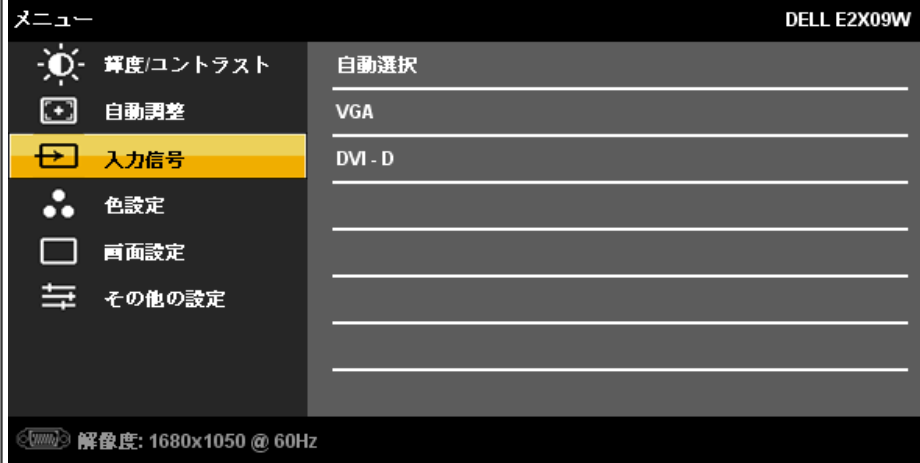 メニュー DELL E2X09W
輝度/コントラスト 自動選択
自動調整 VGA
入力信号 DVI - D
色設定
画面設定
その他の設定
解像度: 1680x1050 @ 60Hz